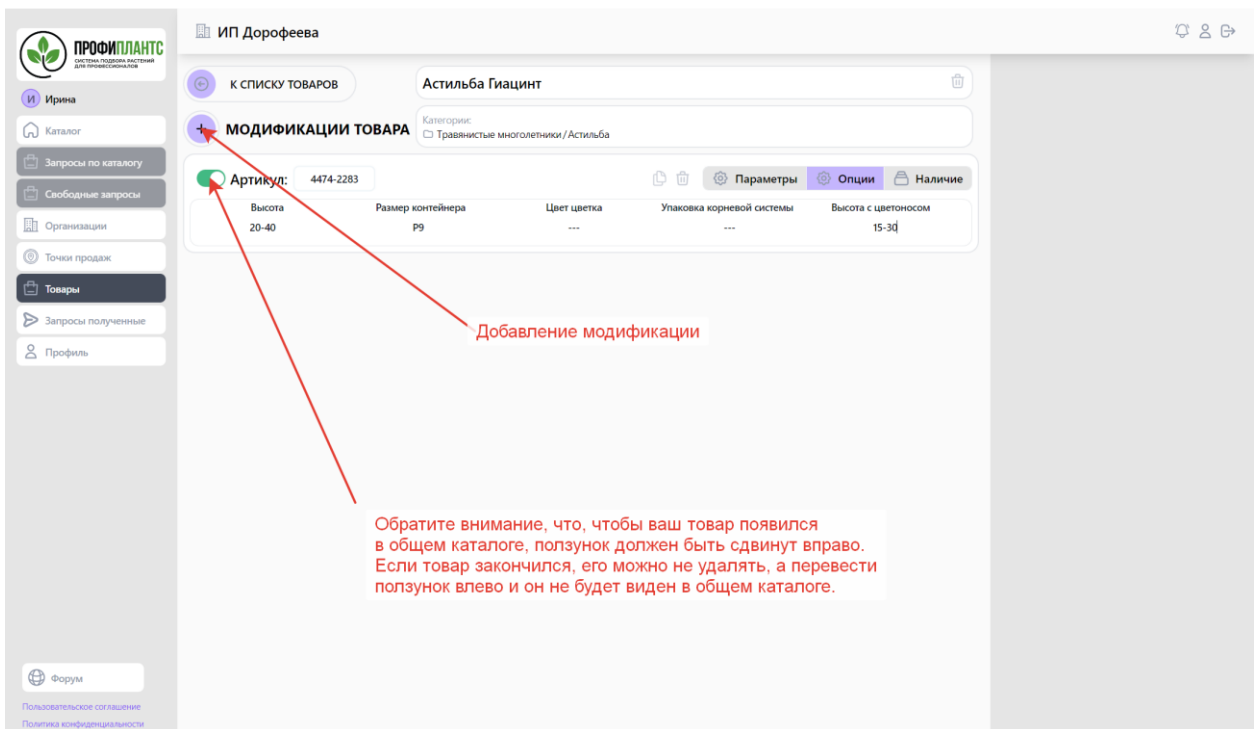 ПРОФИПЛАНТС
СИСТЕМА ПОДБОРА РАСТЕНИЙ
ДЛЯ ПРОФЕССИОНАЛОВ
И Ирина
Каталог
Запросы по каталогу
Свободные запросы
Организации
Точки продаж
Товары
Запросы полученные
Профиль
Форум
Пользовательское соглашение
Политика конфиденциальности
ИП Дорофеева
К СПИСКУ ТОВАРОВ
Астильба Гиацинт
+ МОДИФИКАЦИИ ТОВАРА
Категории:
Травянистые многолетники / Астильба
Артикул: 4474-2283 Параметры Опции Наличие
Высота Размер контейнера Цвет цветка Упаковка корневой системы Высота с цветоносом
20-40 P9 --- --- 15-30
Добавление модификации
Обратите внимание, что, чтобы ваш товар появился
в общем каталоге, ползунок должен быть сдвинут вправо.
Если товар закончился, его можно не удалять, а перевести
ползунок влево и он не будет виден в общем каталоге.